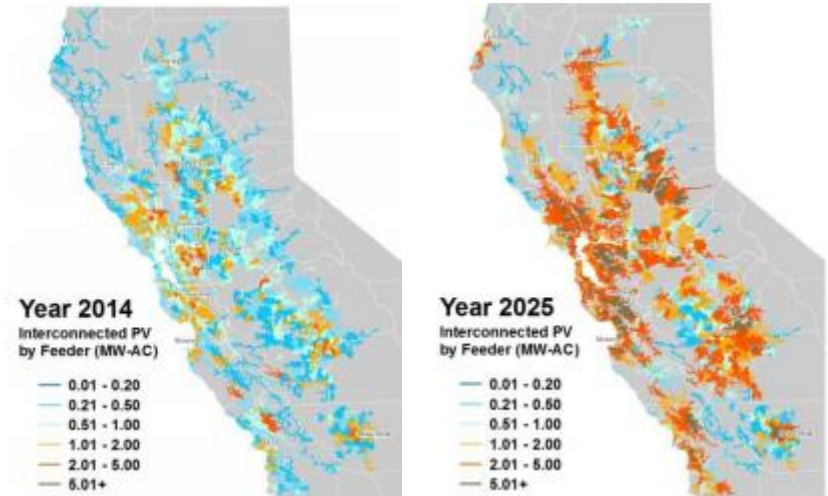 Year 2014
Interconnected PV
by Feeder (MW-AC)
0.01 - 0.20
0.21 - 0.50
0.51 - 1.00
1.01 - 2.00
2.01 - 5.00
5.01+
Year 2025
Interconnected PV
by Feeder (MW-AC)
0.01 - 0.20
0.21 - 0.50
0.51 - 1.00
1.01 - 2.00
2.01 - 5.00
5.01+